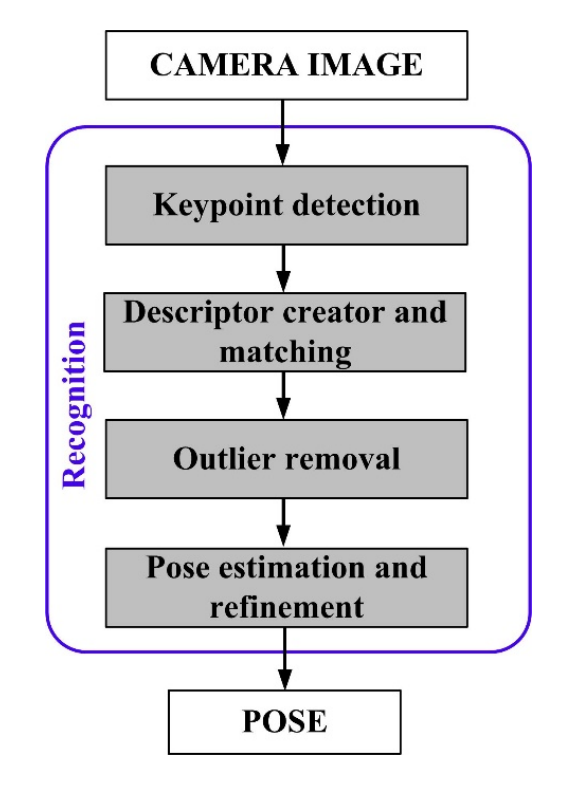 CAMERA IMAGE
Keypoint detection
Descriptor creator and
matching
Outlier removal
Pose estimation and
refinement
Recognition
POSE